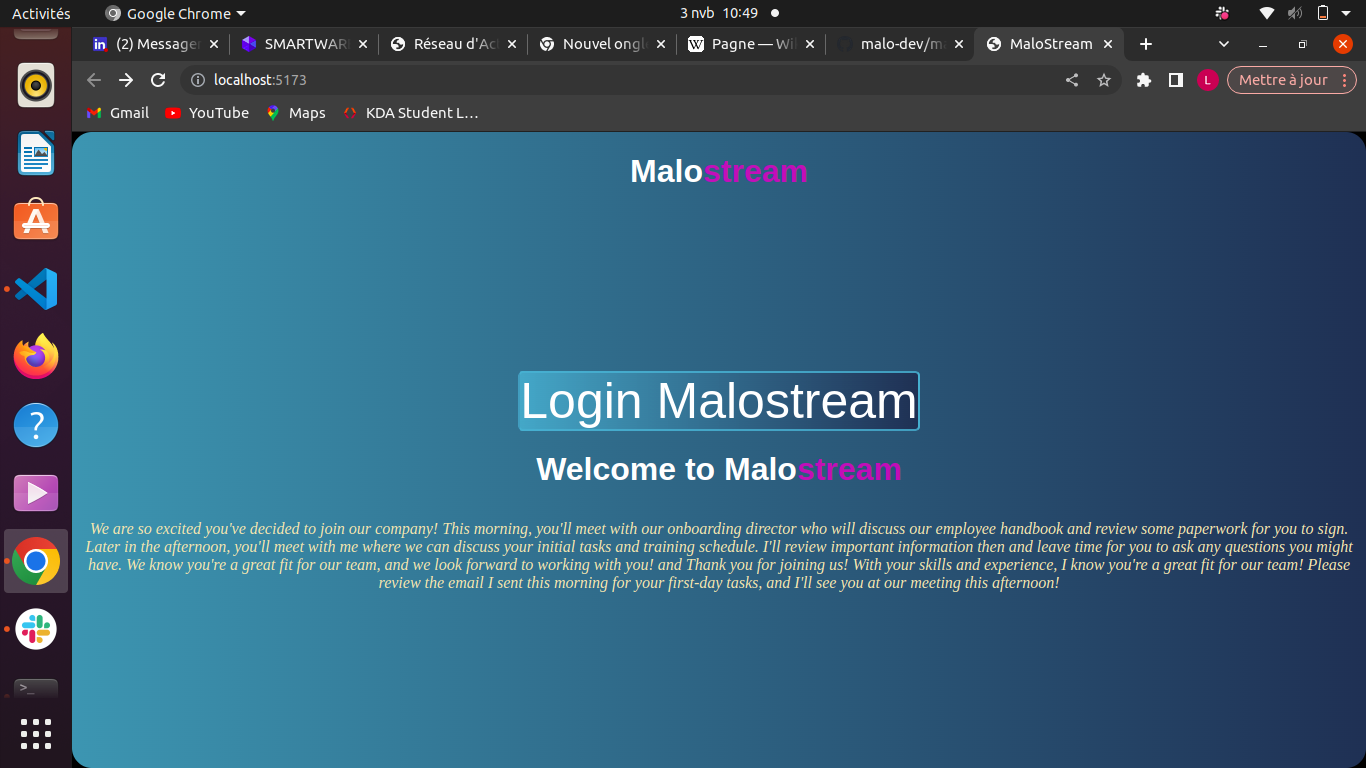 Activités
Google Chrome
3 nvb 10:49
(2) Messager
SMARTWAR
Réseau d'Ac
Nouvel ongl
Pagne — Wi
malo-dev/m
MaloStream
localhost:5173
L
Mettre à jour
Gmail
YouTube
Maps
KDA Student L…
Malostream
Login Malostream
Welcome to Malostream
We are so excited you've decided to join our company! This morning, you'll meet with our onboarding director who will discuss our employee handbook and review some paperwork for you to sign.
Later in the afternoon, you'll meet with me where we can discuss your initial tasks and training schedule. I'll review important information then and leave time for you to ask any questions you might
have. We know you're a great fit for our team, and we look forward to working with you! and Thank you for joining us! With your skills and experience, I know you're a great fit for our team! Please
review the email I sent this morning for your first-day tasks, and I'll see you at our meeting this afternoon!